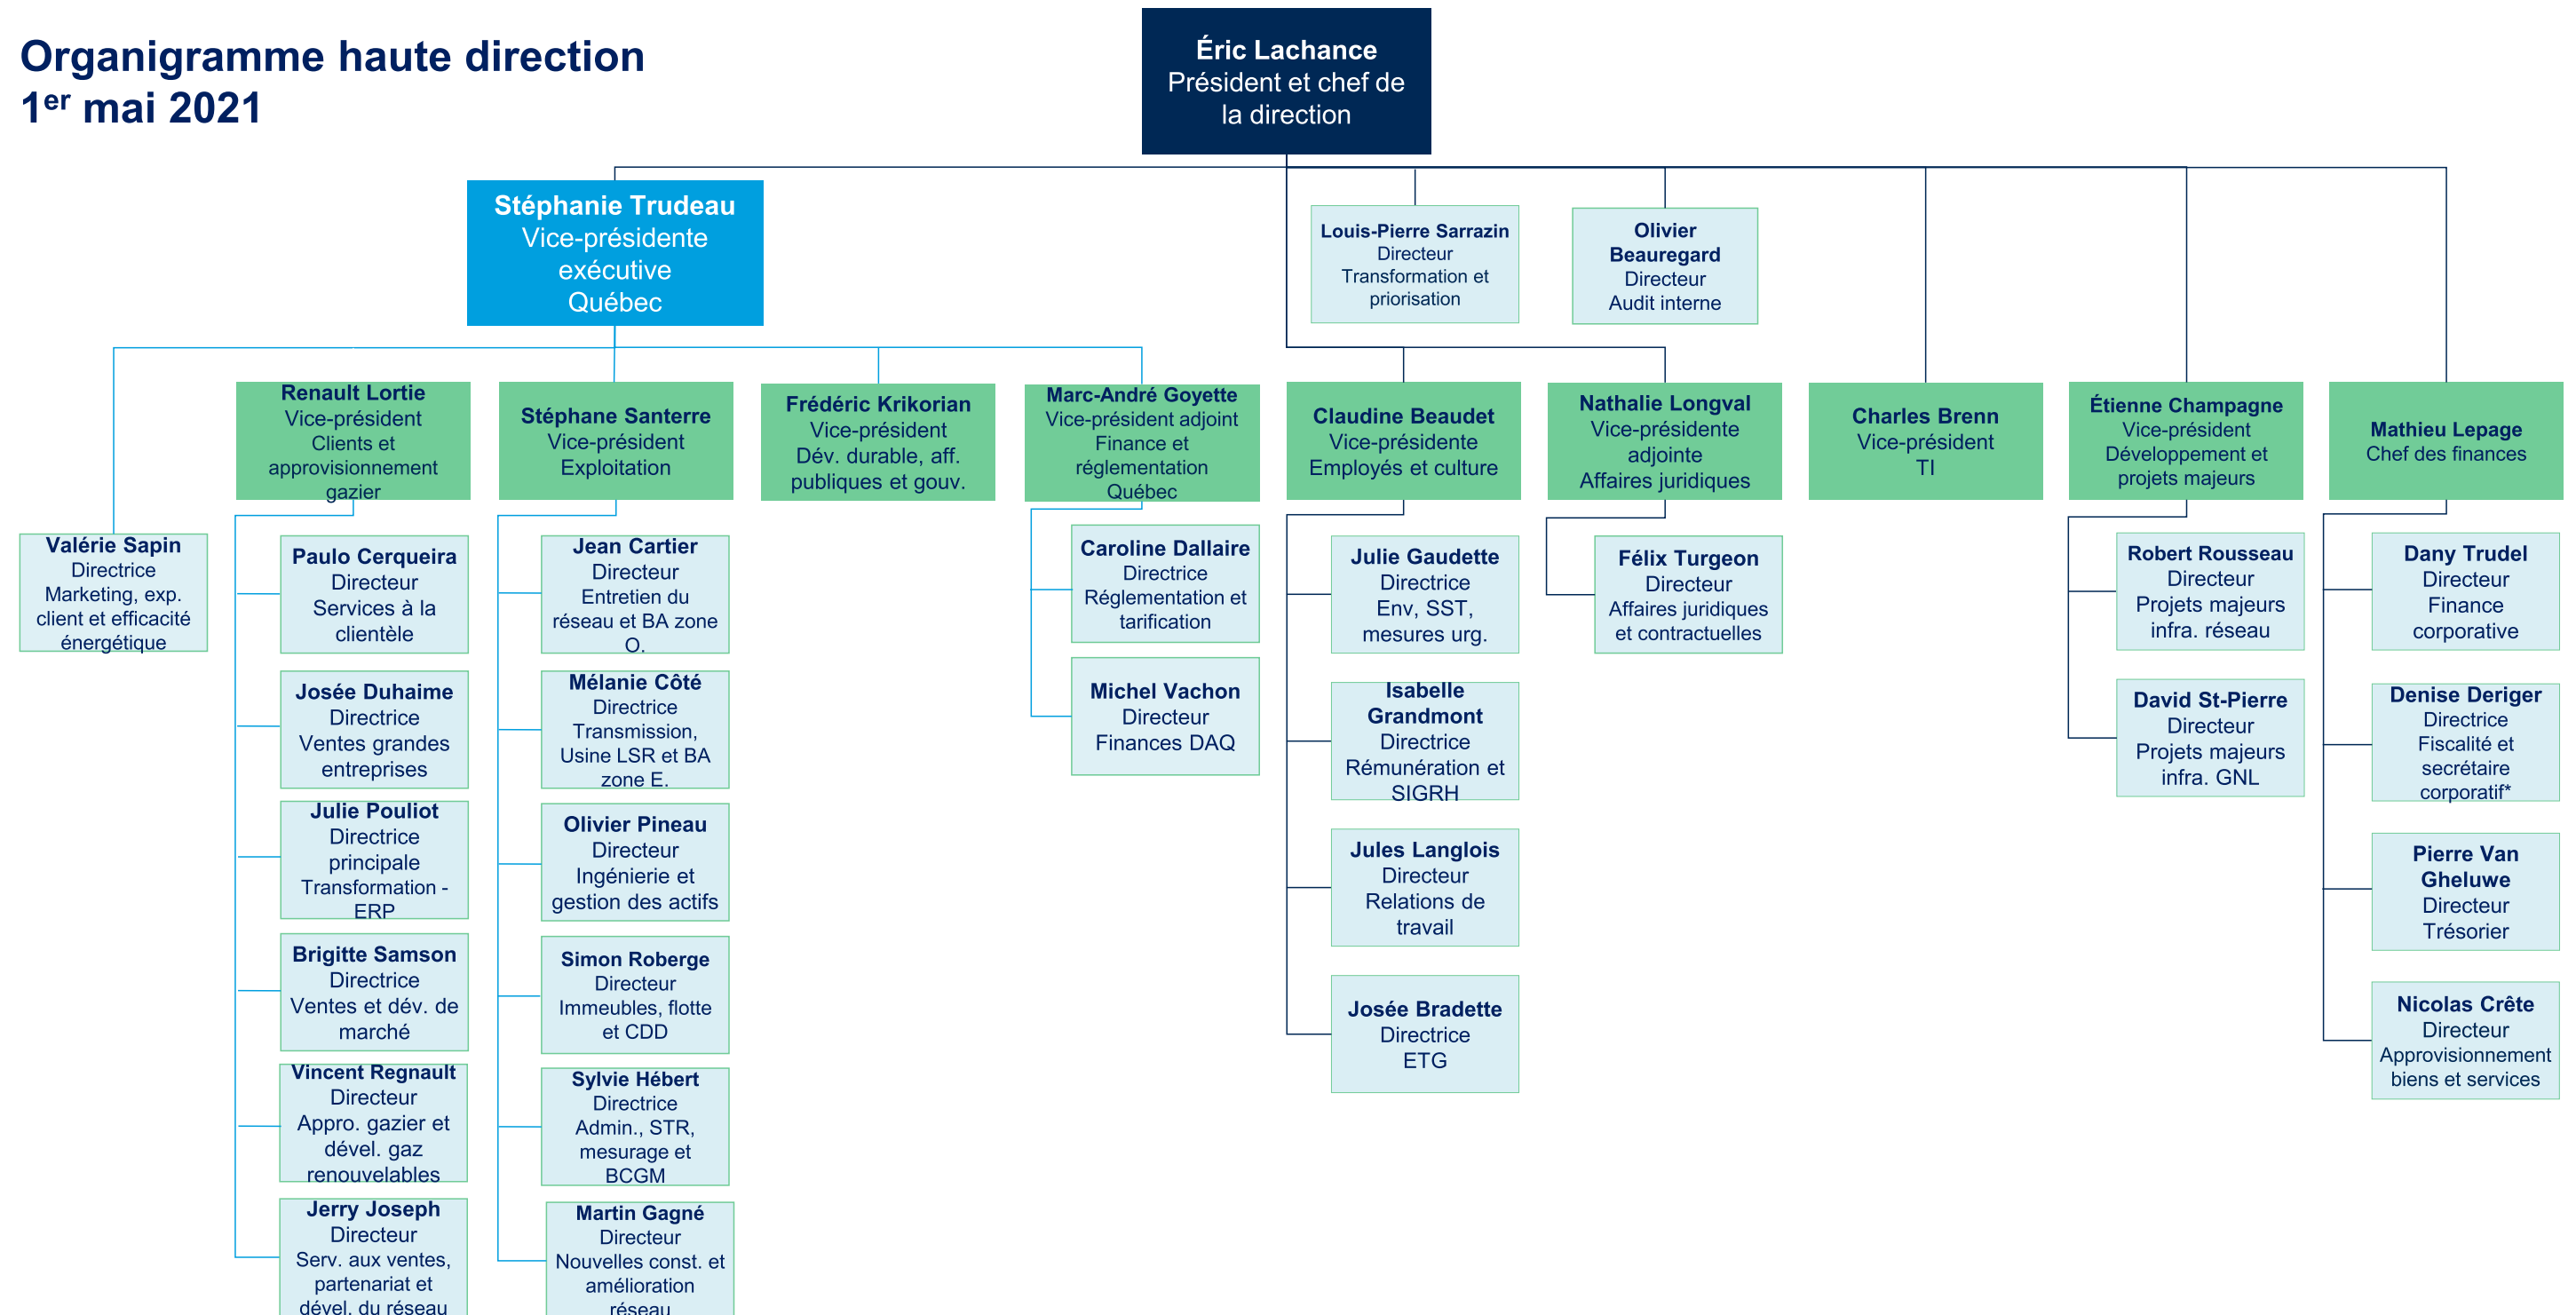 Organigramme haute direction
1er mai 2021
Éric Lachance
Président et chef de
la direction
Stéphanie Trudeau
Vice-présidente
exécutive
Québec
Louis-Pierre Sarrazin
Directeur
Transformation et
priorisation
Olivier
Beauregard
Directeur
Audit interne
Renault Lortie
Vice-président
Clients et
approvisionnement
gazier
Stéphane Santerre
Vice-président
Exploitation
Frédéric Krikorian
Vice-président
Dév. durable, aff.
publiques et gouv.
Marc-André Goyette
Vice-président adjoint
Finance et
réglementation
Québec
Claudine Beaudet
Vice-présidente
Employés et culture
Nathalie Longval
Vice-présidente
adjointe
Affaires juridiques
Charles Brenn
Vice-président
TI
Étienne Champagne
Vice-président
Développement et
projets majeurs
Mathieu Lepage
Chef des finances
Valérie Sapin
Directrice
Marketing, exp.
client et efficacité
énergétique
Paulo Cerqueira
Directeur
Services à la
clientèle
Josée Duhaime
Directrice
Ventes grandes
entreprises
Julie Pouliot
Directrice
principale
Transformation -
ERP
Brigitte Samson
Directrice
Ventes et dév. de
marché
Vincent Regnault
Directeur
Appro. gazier et
dével. gaz
renouvelables
Jerry Joseph
Directeur
Serv. aux ventes,
partenariat et
dével. du réseau
Jean Cartier
Directeur
Entretien du
réseau et BA zone
O.
Mélanie Côté
Directrice
Transmission,
Usine LSR et BA
zone E.
Olivier Pineau
Directeur
Ingénierie et
gestion des actifs
Simon Roberge
Directeur
Immeubles, flotte
et CDD
Sylvie Hébert
Directrice
Admin., STR,
mesurage et
BCGM
Martin Gagné
Directeur
Nouvelles const. et
amélioration
réseau
Caroline Dallaire
Directrice
Réglementation et
tarification
Michel Vachon
Directeur
Finances DAQ
Julie Gaudette
Directrice
Env, SST,
mesures urg.
Isabelle
Grandmont
Directrice
Rémunération et
SIGRH
Jules Langlois
Directeur
Relations de
travail
Josée Bradette
Directrice
ETG
Félix Turgeon
Directeur
Affaires juridiques
et contractuelles
Robert Rousseau
Directeur
Projets majeurs
infra. réseau
David St-Pierre
Directeur
Projets majeurs
infra. GNL
Dany Trudel
Directeur
Finance
corporative
Denise Deriger
Directrice
Fiscalité et
secrétaire
corporatif*
Pierre Van
Gheluwe
Directeur
Trésorier
Nicolas Crête
Directeur
Approvisionnement
biens et services